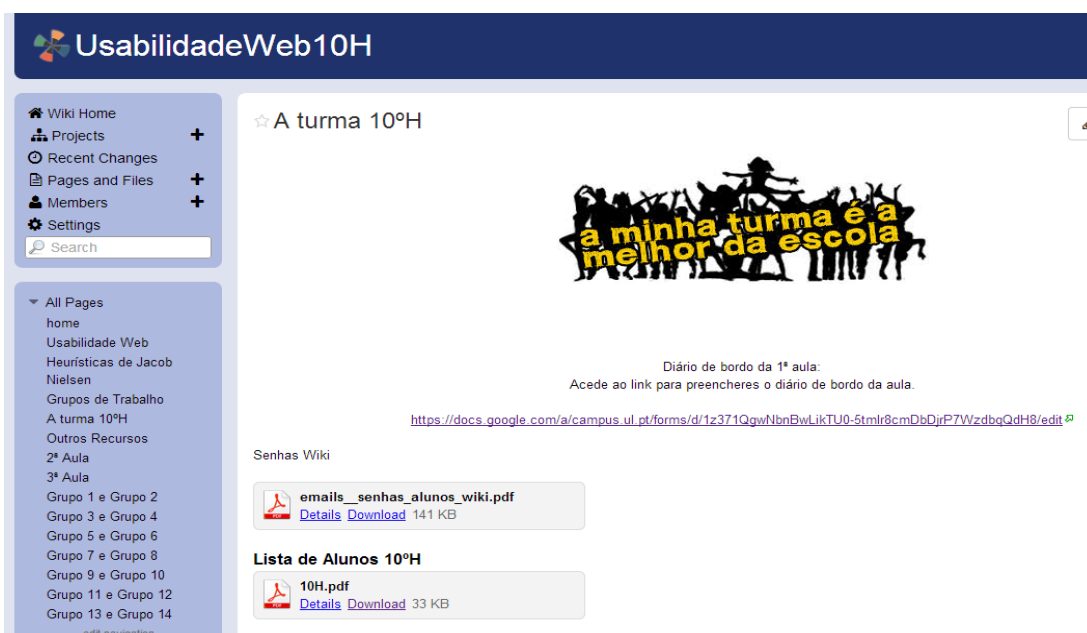 UsabilidadeWeb10H
Wiki Home
Projects
Recent Changes
Pages and Files
Members
Settings
Search
All Pages
home
Usabilidade Web
Heurísticas de Jacob
Nielsen
Grupos de Trabalho
A turma 10ºH
Outros Recursos
2ª Aula
3ª Aula
Grupo 1 e Grupo 2
Grupo 3 e Grupo 4
Grupo 5 e Grupo 6
Grupo 7 e Grupo 8
Grupo 9 e Grupo 10
Grupo 11 e Grupo 12
Grupo 13 e Grupo 14
edit navigation
A turma 10ºH
a minha turma é a
melhor da escola
Diário de bordo da 1ª aula:
Acede ao link para preencheres o diário de bordo da aula.
https://docs.google.com/a/campus.ul.pt/forms/d/1z371QgwNbnBwLikTU0-5tmlr8cmDbDjrP7WzdbqQdH8/edit
Senhas Wiki
emails__senhas_alunos_wiki.pdf
Details Download 141 KB
Lista de Alunos 10ºH
10H.pdf
Details Download 33 KB